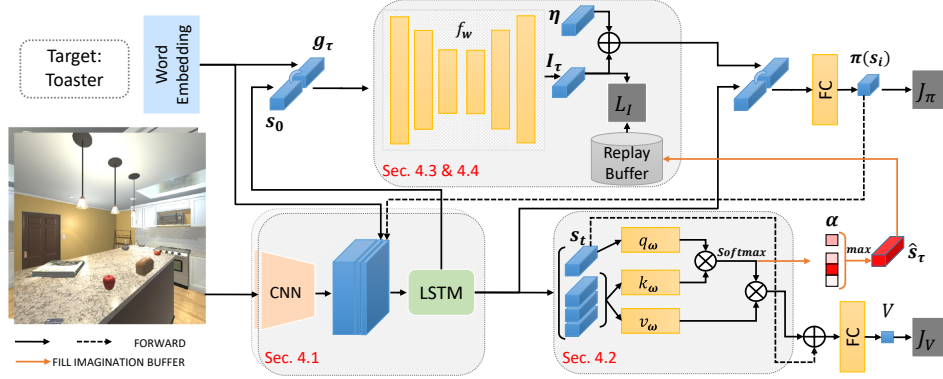 Target:
Toaster
Word
Embedding
g_τ
s_0
f_w
η
I_τ
L_I
Replay
Buffer
Sec. 4.3 & 4.4
FC
π(s_i)
J_π
CNN
LSTM
Sec. 4.1
s_t
q_ω
k_ω
v_ω
Softmax
Sec. 4.2
α
max
ŝ_τ
FC
V
J_V
FORWARD
FILL IMAGINATION BUFFER